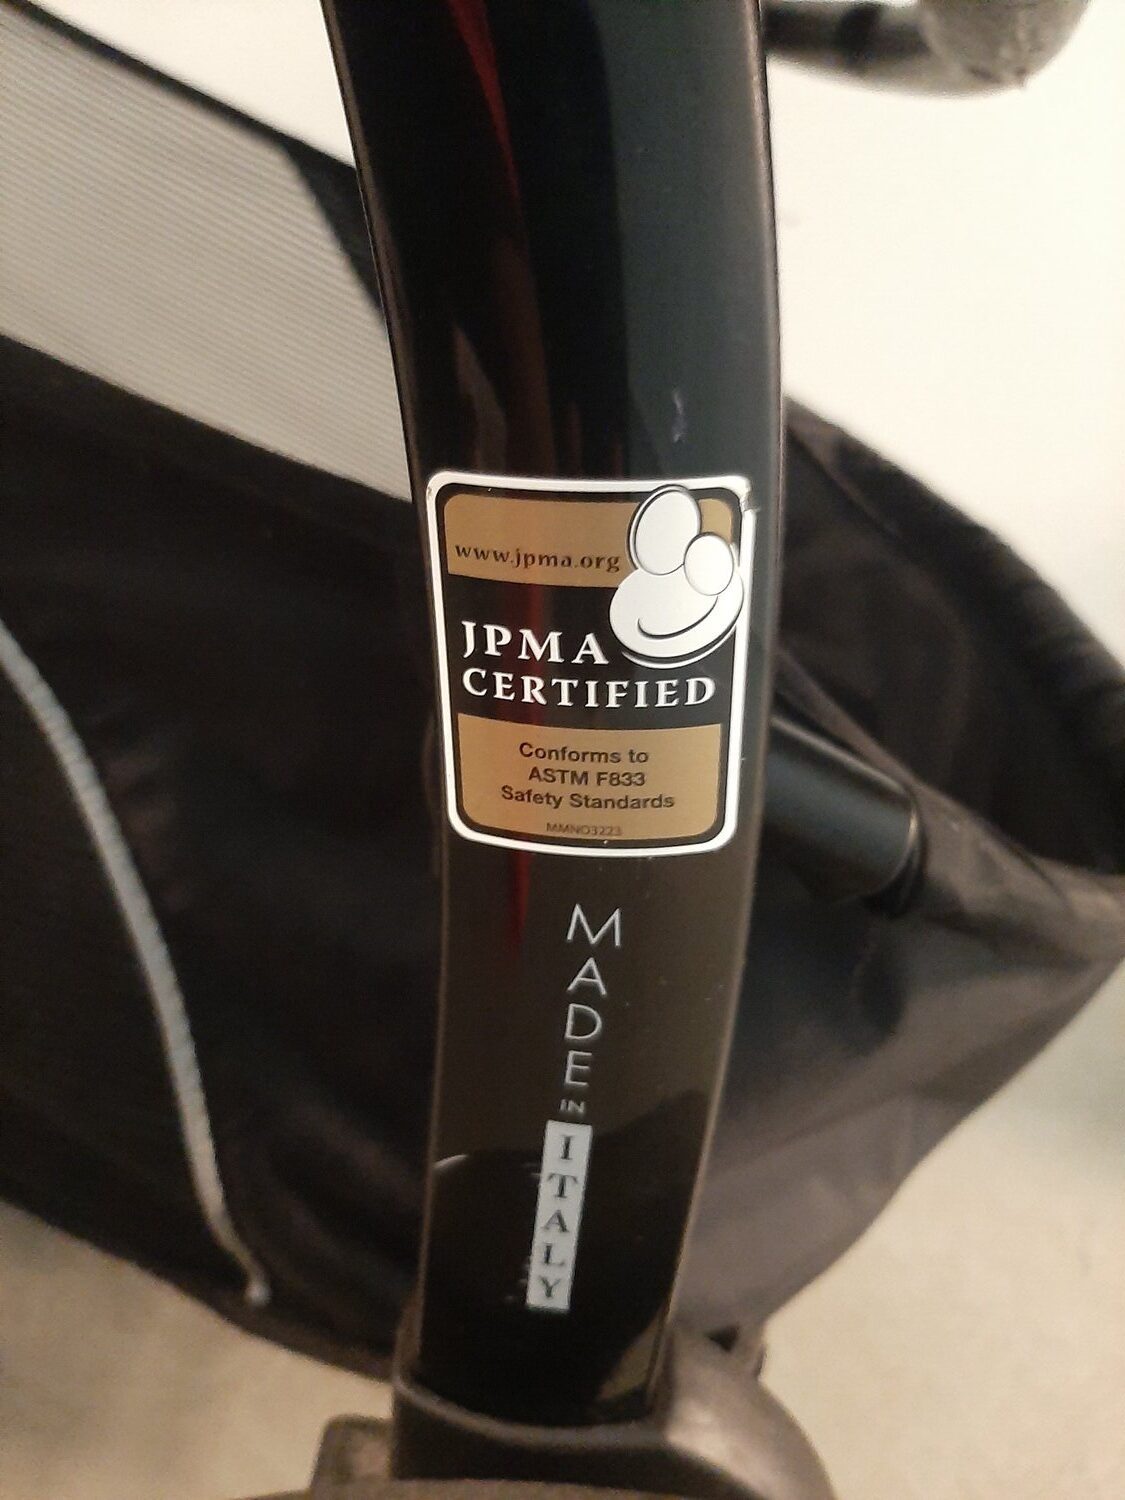 www.jpma.org
JPMA
CERTIFIED
Conforms to
ASTM F833
Safety Standards
MMNO3223
MADE
IN
ITALY